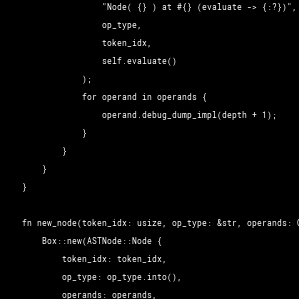 "Node( {} ) at #{} (evaluate -> {:?})",
op_type,
token_idx,
self.evaluate()
);
for operand in operands {
operand.debug_dump_impl(depth + 1);
}
}
}
}
fn new_node(token_idx: usize, op_type: &str, operands:
Box::new(ASTNode::Node {
token_idx: token_idx,
op_type: op_type.into(),
operands: operands,